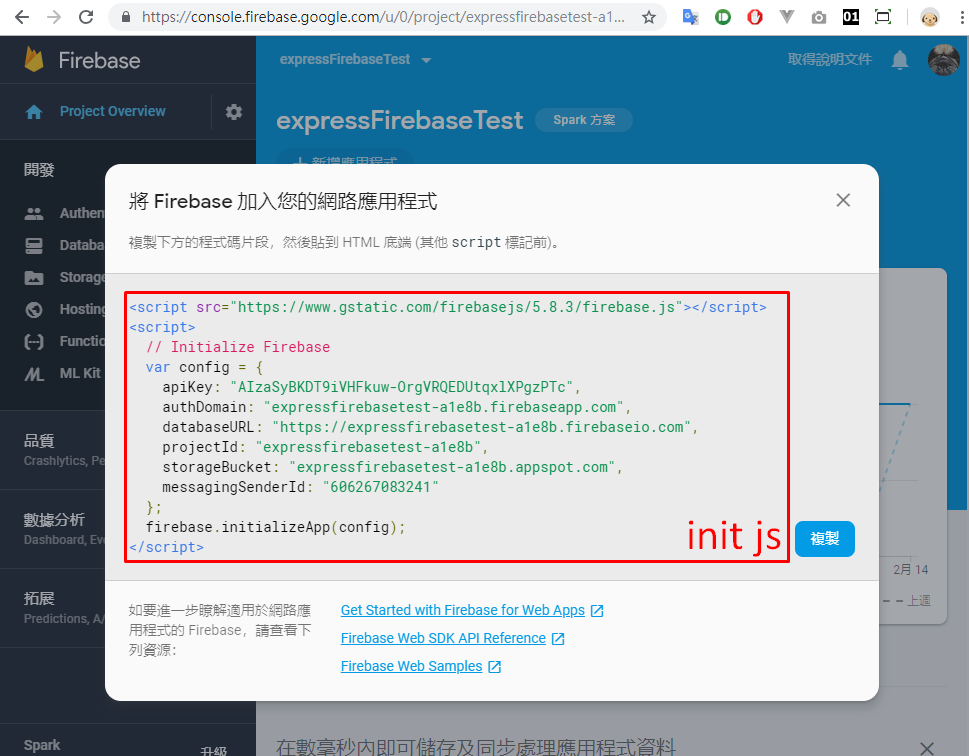 https://console.firebase.google.com/u/0/project/expressfirebasetest-a1...
01
Firebase
expressFirebaseTest
取得說明文件
Project Overview
expressFirebaseTest
Spark 方案
新增應用程式
開發
Authen
Databa
Storage
Hosting
Functio
ML Kit
品質
Crashlytics, Pe
數據分析
Dashboard, Eve
拓展
Predictions, A/
Spark
升級
將 Firebase 加入您的網路應用程式
複製下方的程式碼片段，然後貼到 HTML 底端 (其他 script 標記前)。
<script src="https://www.gstatic.com/firebasejs/5.8.3/firebase.js"></script>
<script>
// Initialize Firebase
var config = {
apiKey: "AIzaSyBKDT9iVHFkuw-OrgVRQEDUtqxlXPgzPTc",
authDomain: "expressfirebasetest-a1e8b.firebaseapp.com",
databaseURL: "https://expressfirebasetest-a1e8b.firebaseio.com",
projectId: "expressfirebasetest-a1e8b",
storageBucket: "expressfirebasetest-a1e8b.appspot.com",
messagingSenderId: "606267083241"
};
firebase.initializeApp(config);
</script>
init js
複製
如要進一步瞭解適用於網路應
用程式的 Firebase，請查看下
列資源：
Get Started with Firebase for Web Apps
Firebase Web SDK API Reference
Firebase Web Samples
2月 14
上週
在數毫秒內即可儲存及同步處理應用程式資料